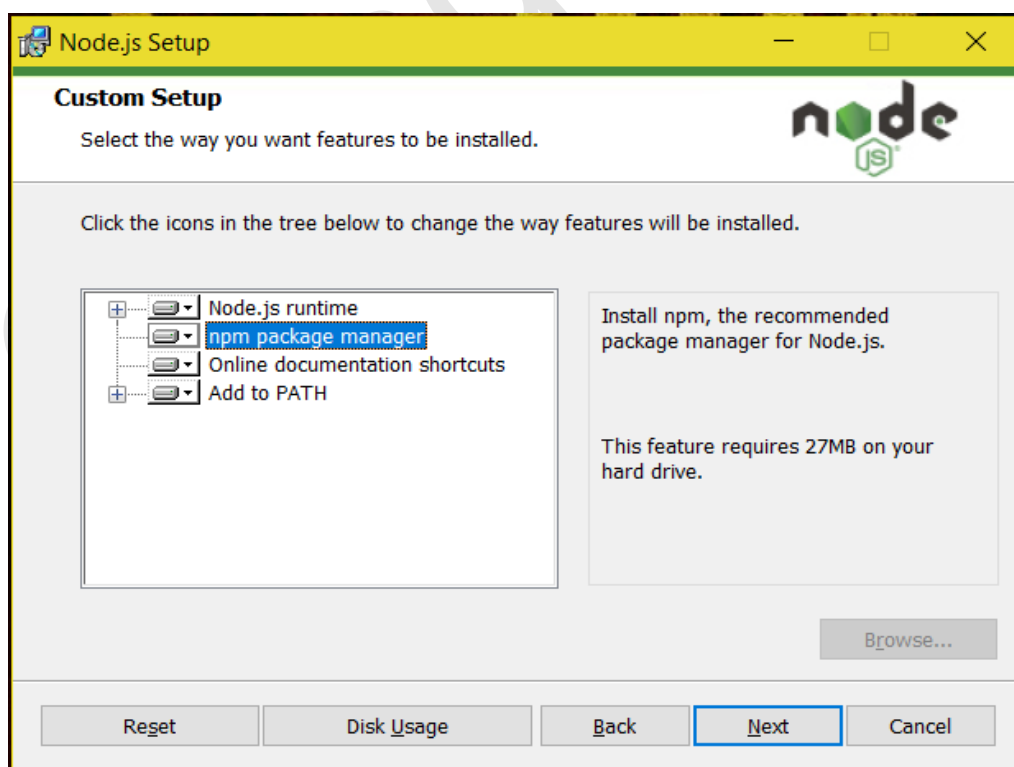 Node.js Setup
Custom Setup
Select the way you want features to be installed.
node
JS
Click the icons in the tree below to change the way features will be installed.
Node.js runtime
npm package manager
Online documentation shortcuts
Add to PATH
Install npm, the recommended
package manager for Node.js.
This feature requires 27MB on your
hard drive.
Browse...
Reset
Disk Usage
Back
Next
Cancel